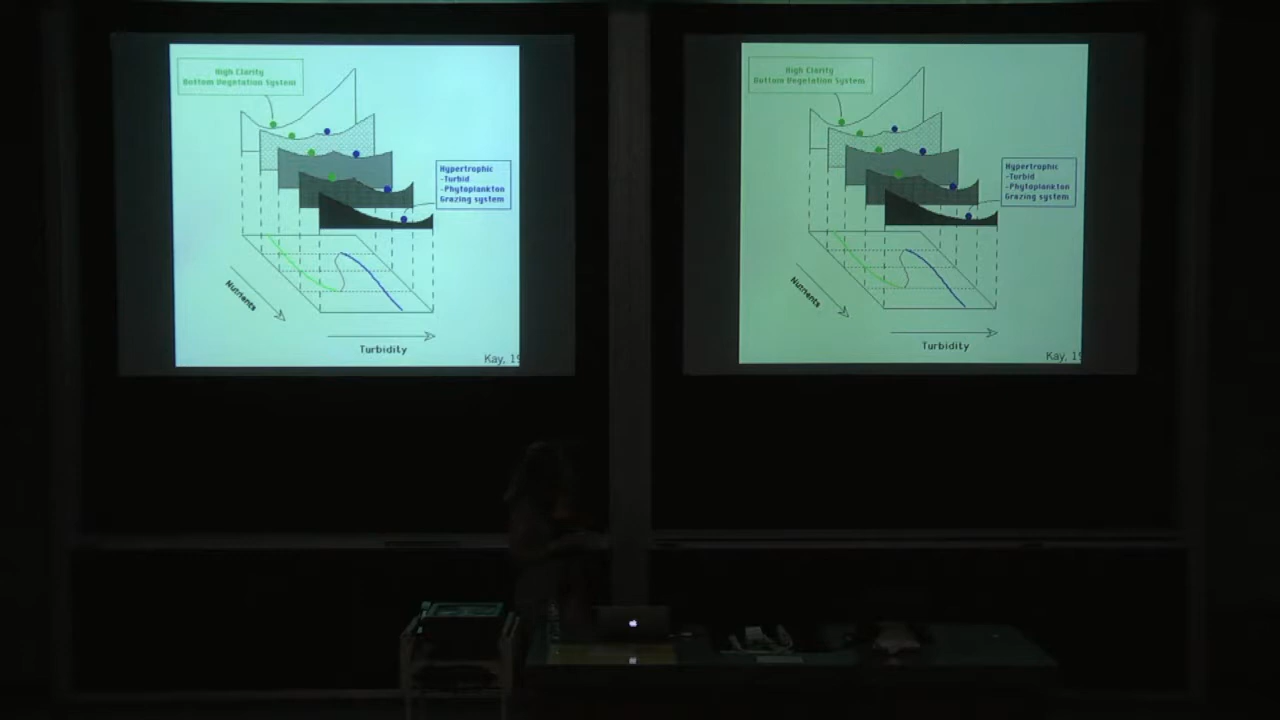 High Clarity
Bottom Vegetation System
Hypertrophic
-Turbid
-Phytoplankton
Grazing system
Nutrients
Turbidity
Kay, 19
High Clarity
Bottom Vegetation System
Hypertrophic
-Turbid
-Phytoplankton
Grazing system
Nutrients
Turbidity
Kay, 19